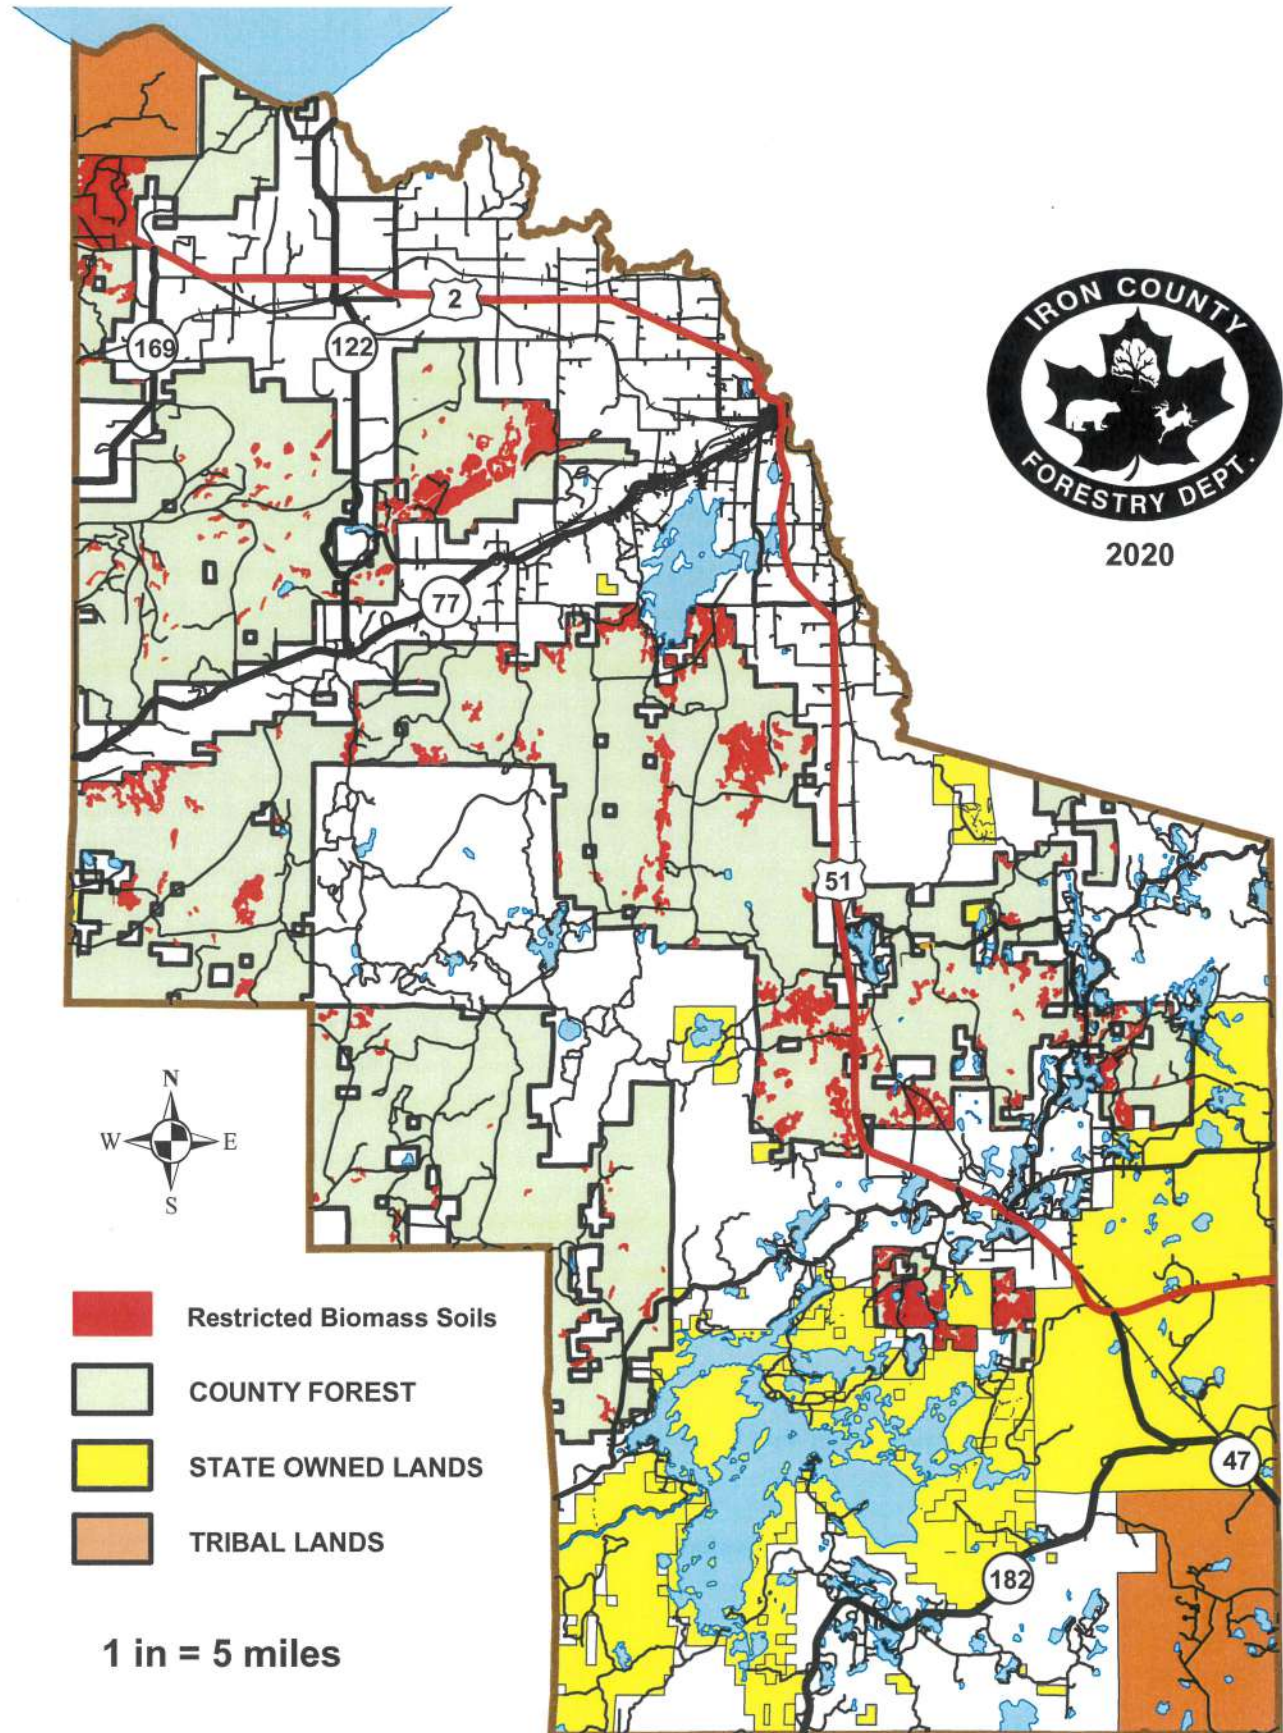 IRON COUNTY
FORESTRY DEPT.
2020
2
169
122
77
51
N
W E
S
Restricted Biomass Soils
COUNTY FOREST
STATE OWNED LANDS
TRIBAL LANDS
1 in = 5 miles
47
182